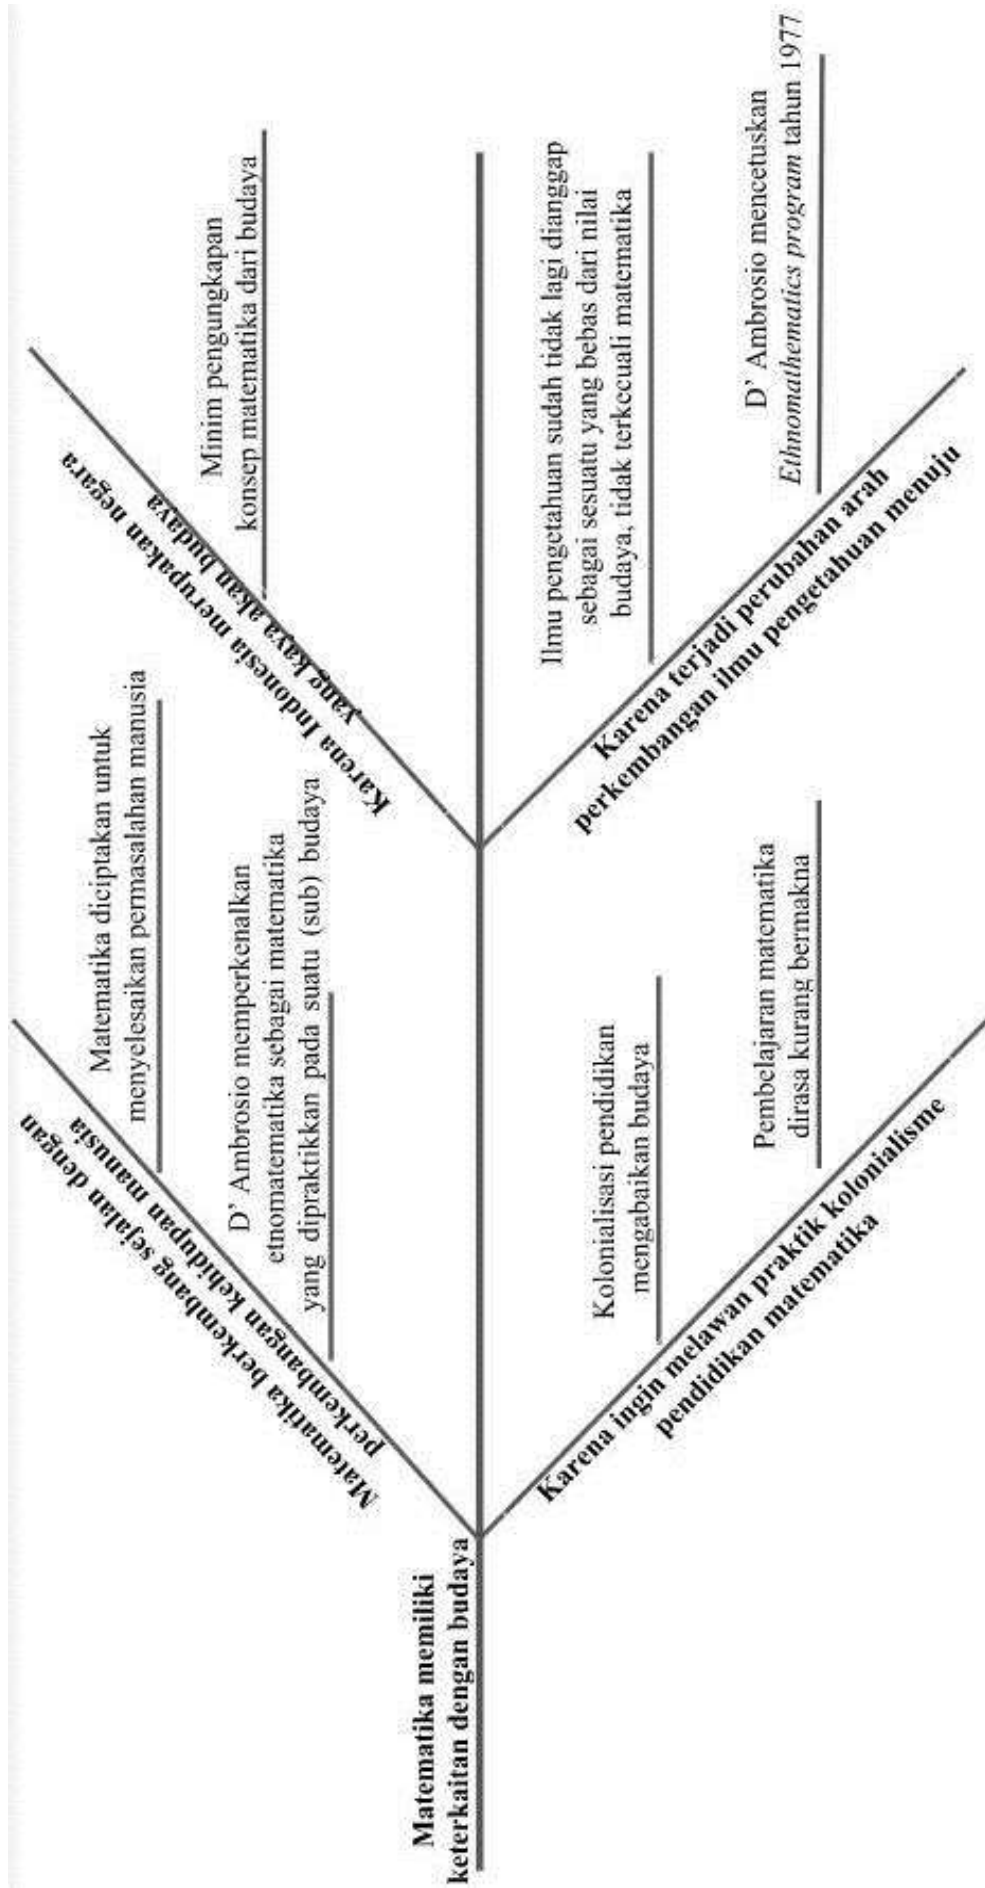 Matematika memiliki
keterkaitan dengan budaya
Matematika berkembang sejalan dengan
perkembangan kehidupan manusia
Matematika diciptakan untuk
menyelesaikan permasalahan manusia
D' Ambrosio memperkenalkan
etnomatematika sebagai matematika
yang dipraktikkan pada suatu (sub) budaya
Karena ingin melawan praktik kolonialisme
pendidikan matematika
Kolonialisasi pendidikan
mengabaikan budaya
Pembelajaran matematika
dirasa kurang bermakna
Karena Indonesia merupakan negara
yang kaya akan budaya
Minim pengungkapan
konsep matematika dari budaya
Karena terjadi perubahan arah
perkembangan ilmu pengetahuan menuju
Ilmu pengetahuan sudah tidak lagi dianggap
sebagai sesuatu yang bebas dari nilai
budaya, tidak terkecuali matematika
D' Ambrosio mencetuskan
Ethnomathematics program tahun 1977